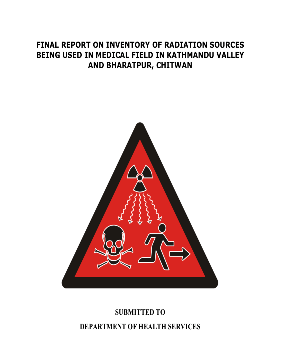 FINAL REPORT ON INVENTORY OF RADIATION SOURCES
BEING USED IN MEDICAL FIELD IN KATHMANDU VALLEY
AND BHARATPUR, CHITWAN
SUBMITTED TO
DEPARTMENT OF HEALTH SERVICES